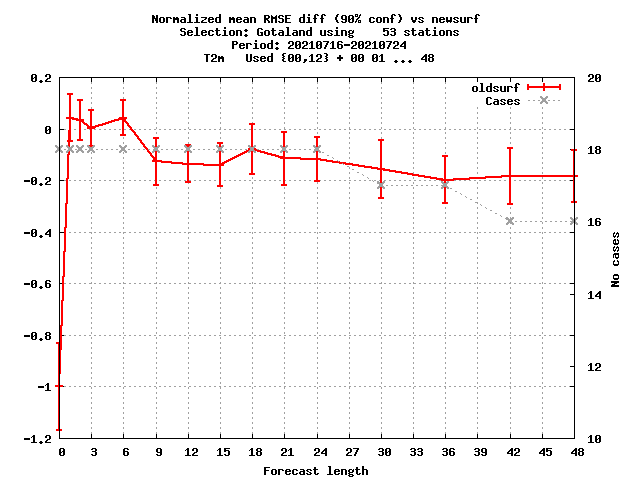 Normalized mean RMSE diff (90% conf) vs newsurf
Selection: Gotaland using    53 stations
Period: 20210716-20210724
T2m   Used {00,12} + 00 01 ... 48
oldsurf
Cases
0.2
0
-0.2
-0.4
-0.6
-0.8
-1
-1.2
20
18
16
14
12
10
No cases
0 3 6 9 12 15 18 21 24 27 30 33 36 39 42 45 48
Forecast length